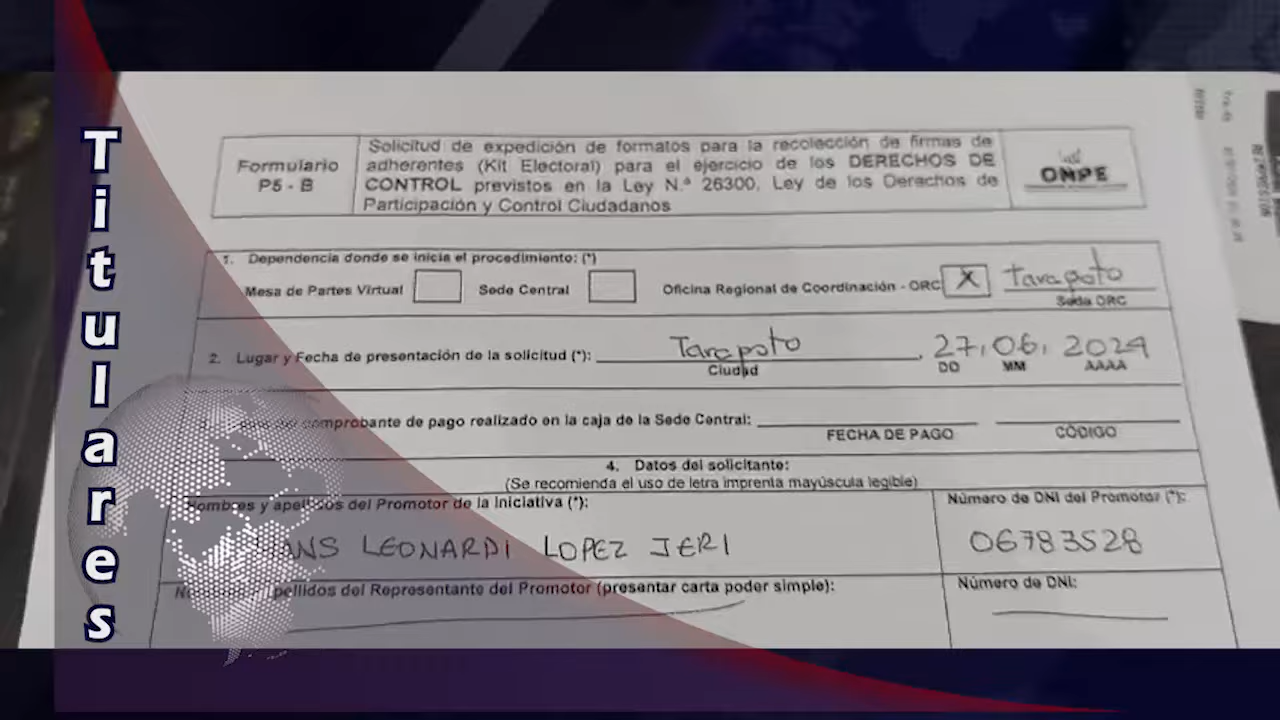 Titulares
Formulario
P5 - B
Solicitud de expedición de formatos para la recolección de firmas de
adherentes (Kit Electoral) para el ejercicio de los DERECHOS DE
CONTROL previstos en la Ley N.º 26300, Ley de los Derechos de
Participación y Control Ciudadanos
ONPE
1. Dependencia donde se inicia el procedimiento: (*)
Mesa de Partes Virtual Sede Central Oficina Regional de Coordinación - ORC X Tarapoto
Sede ORC
2. Lugar y Fecha de presentación de la solicitud (*): Tarapoto, 27, 06, 2024
Ciudad DD MM AAAA
comprobante de pago realizado en la caja de la Sede Central:
FECHA DE PAGO CÓDIGO
4. Datos del solicitante:
(Se recomienda el uso de letra imprenta mayúscula legible)
Nombres y apellidos del Promotor de la Iniciativa (*): Número de DNI del Promotor (*):
LEONARDI LOPEZ JERI 06783528
apellidos del Representante del Promotor (presentar carta poder simple): Número de DNI: